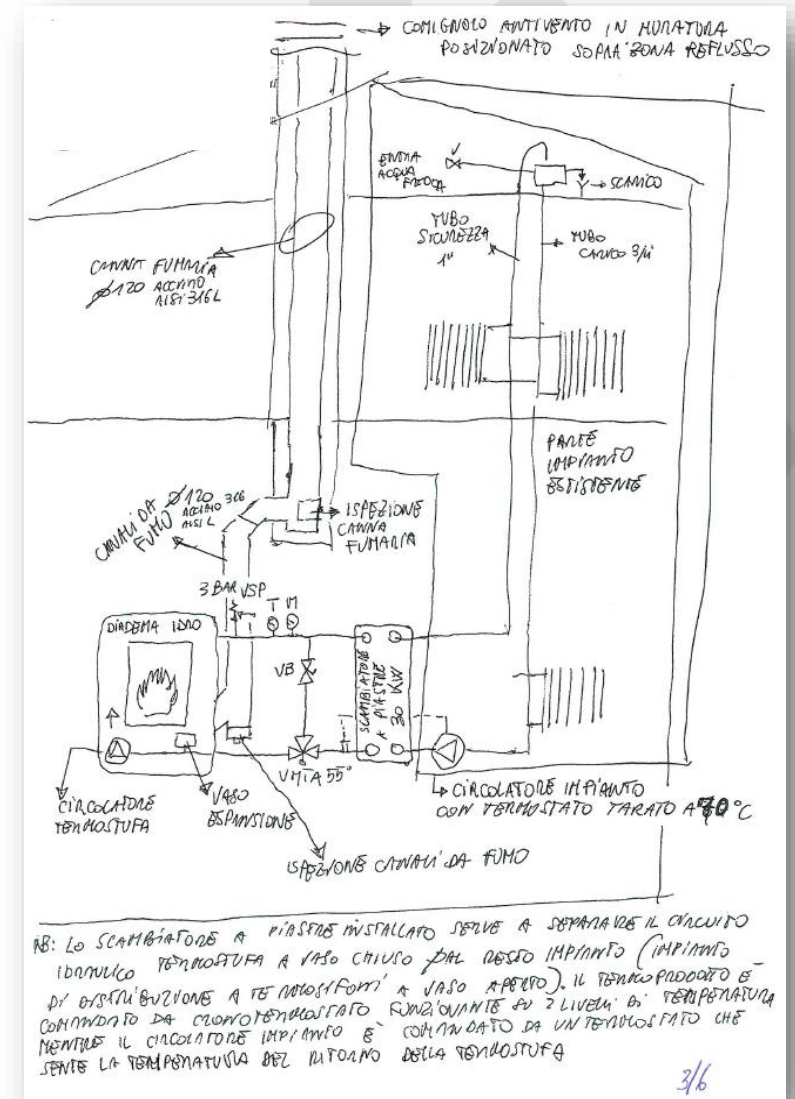 COMIGNOLO ANTIVENTO IN MURATURA
POSIZIONATO SOPRA ZONA REFLUSSO
ENTRATA
ACQUA
FREDDA
SCARICO
TUBO
SICUREZZA
1"
TUBO
CARICO 3/4
CANNA FUMARIA
Ø120 ACCIAIO
AISI 316L
PARTE
IMPIANTO
ESISTENTE
CANALI DA
FUMO
Ø120
ACCIAIO 316
AISI L
ISPEZIONE
CANNA
FUMARIA
3 BAR VSP
T M
DIADEMA IDRO
VB
SCAMBIATORE
A PIASTRE
30 KW
VMTA 55°
CIRCOLATORE
TERMOSTUFA
VASO
ESPANSIONE
CIRCOLATORE IMPIANTO
CON TERMOSTATO TARATO A 70°C
ISPEZIONE CANALI DA FUMO
NB: LO SCAMBIATORE A PIASTRE INSTALLATO SERVE A SEPARARE IL CIRCUITO
IDRAULICO TERMOSTUFA A VASO CHIUSO DAL RESTO IMPIANTO (IMPIANTO
DI DISTRIBUZIONE A TERMOSIFONI A VASO APERTO). IL TERMOPRODOTTO È
COMANDATO DA CRONOTERMOSTATO FUNZIONANTE SU 2 LIVELLI DI TEMPERATURA
MENTRE IL CIRCOLATORE IMPIANTO È COMANDATO DA UN TERMOSTATO CHE
SENTE LA TEMPERATURA DEL RITORNO DELLA TERMOSTUFA
3/6